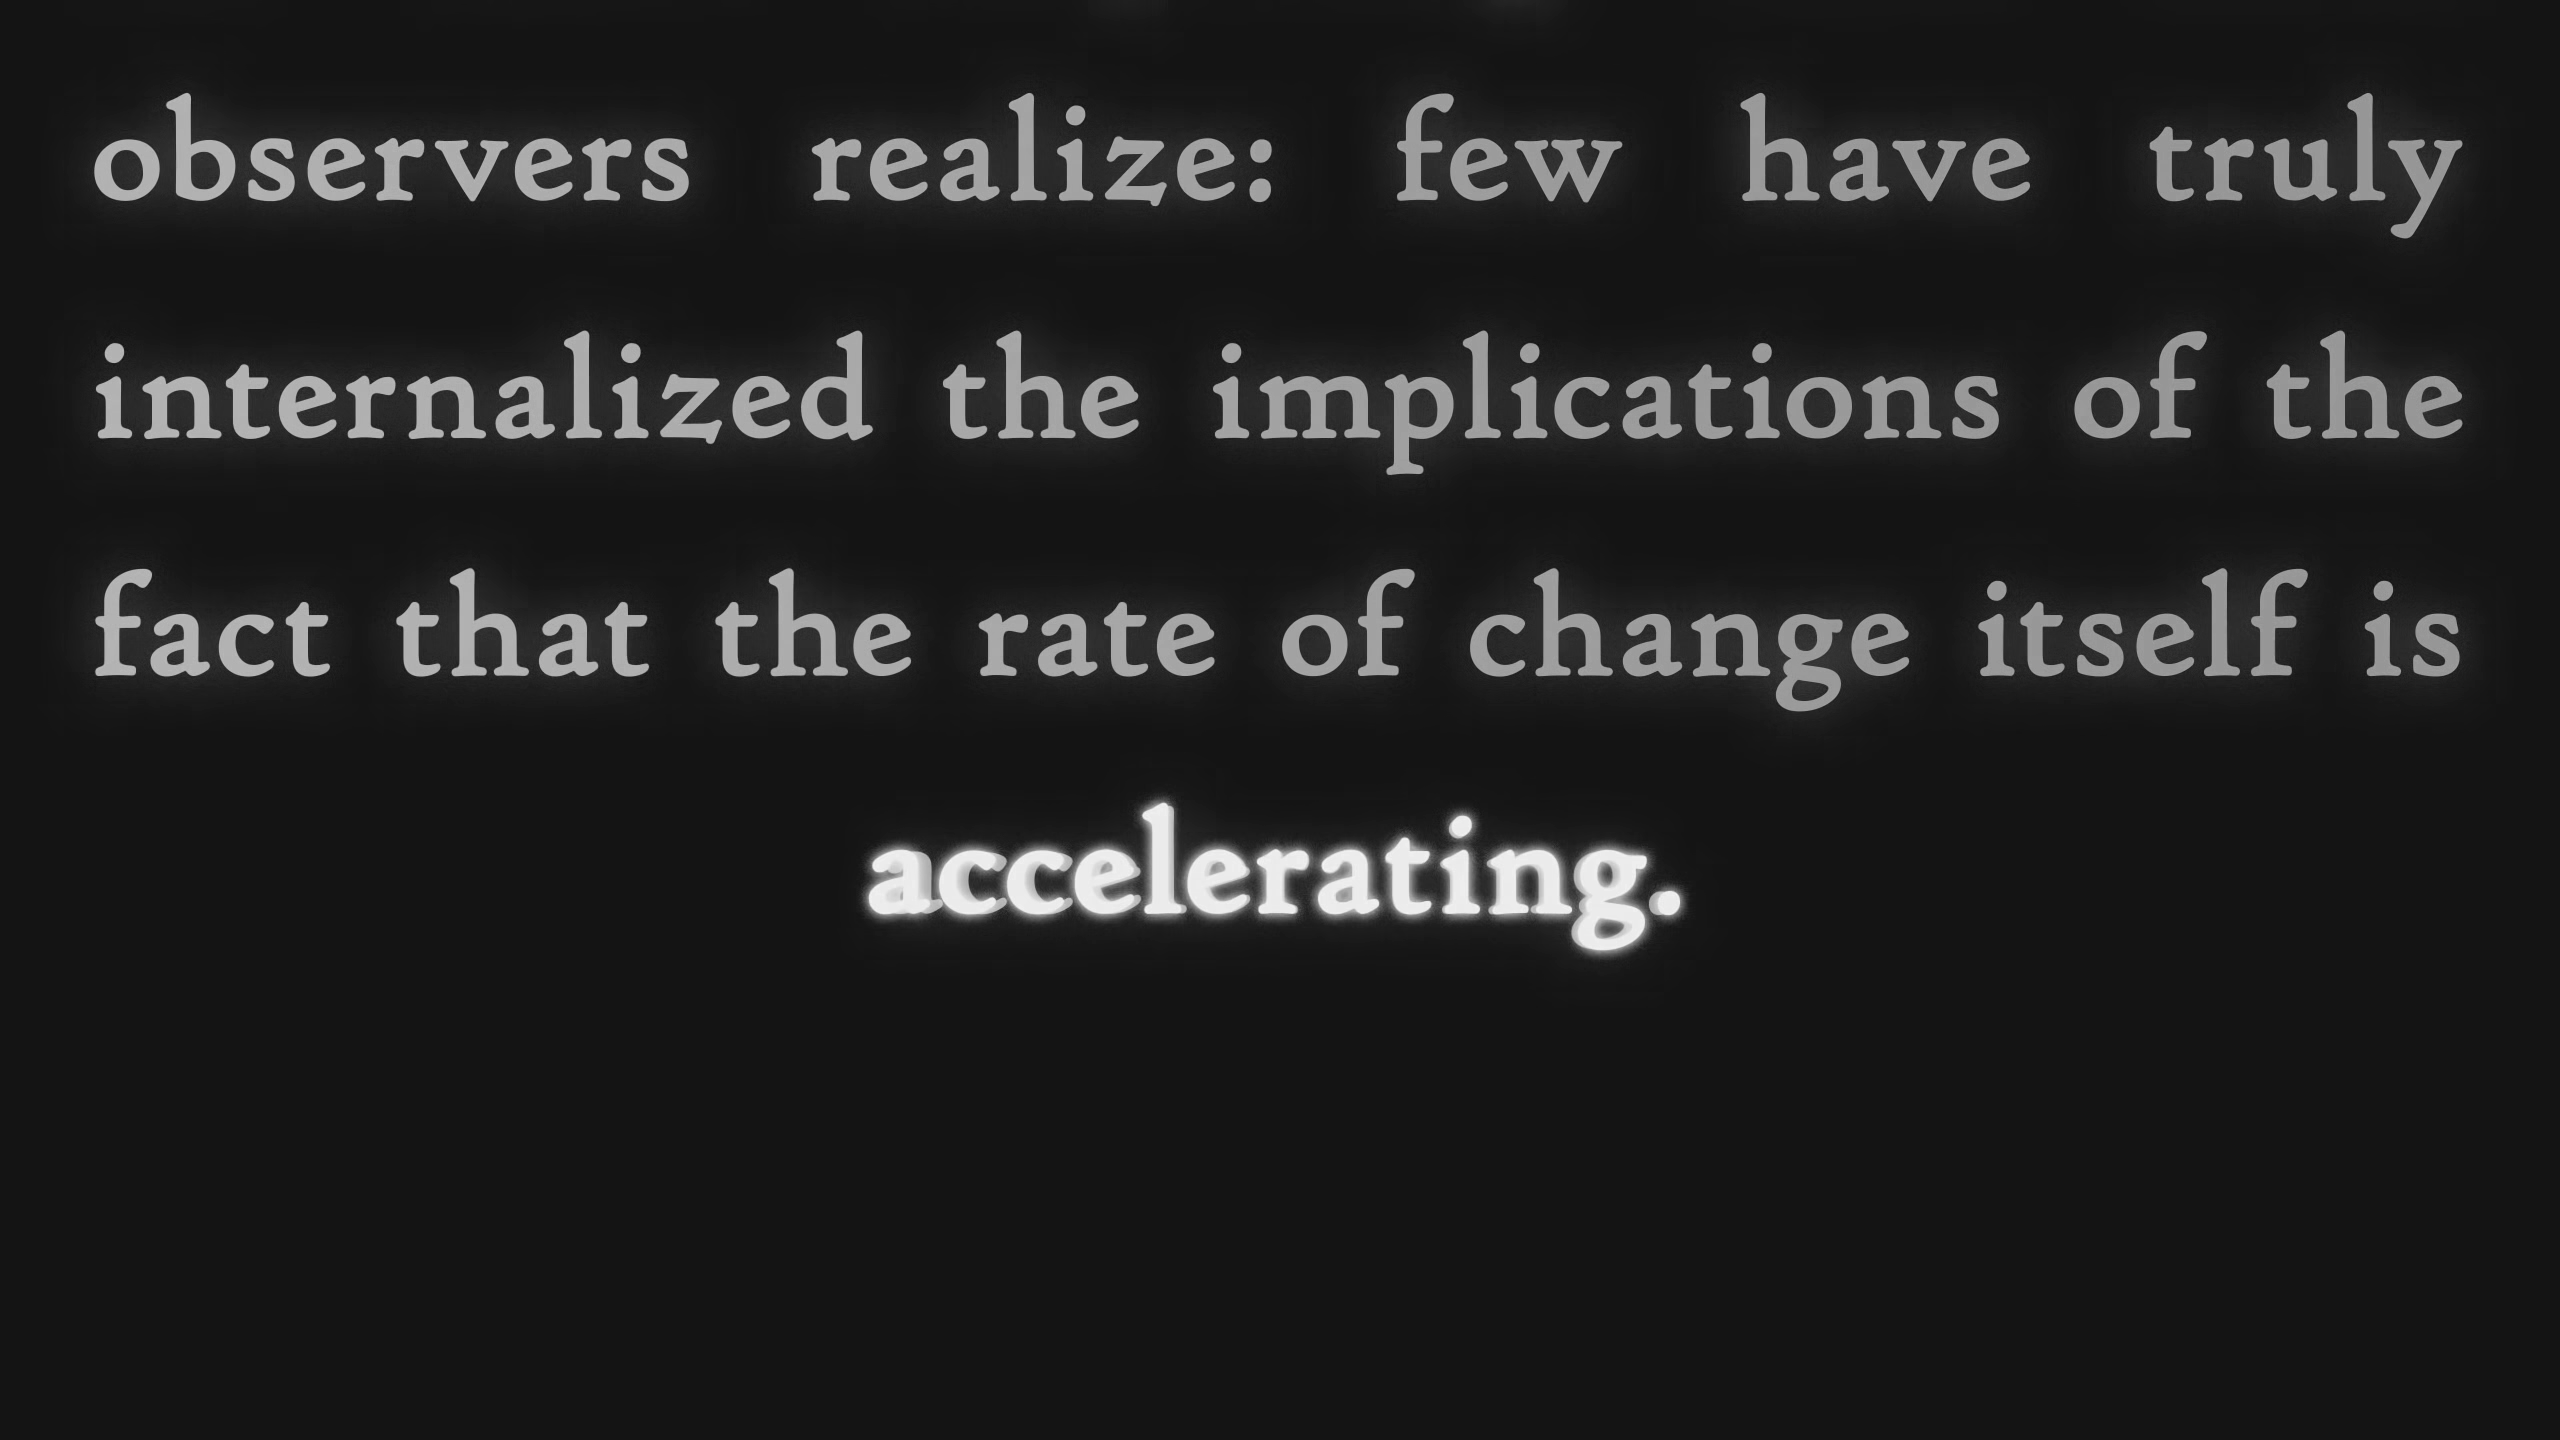 observers realize: few have truly
internalized the implications of the
fact that the rate of change itself is
accelerating.